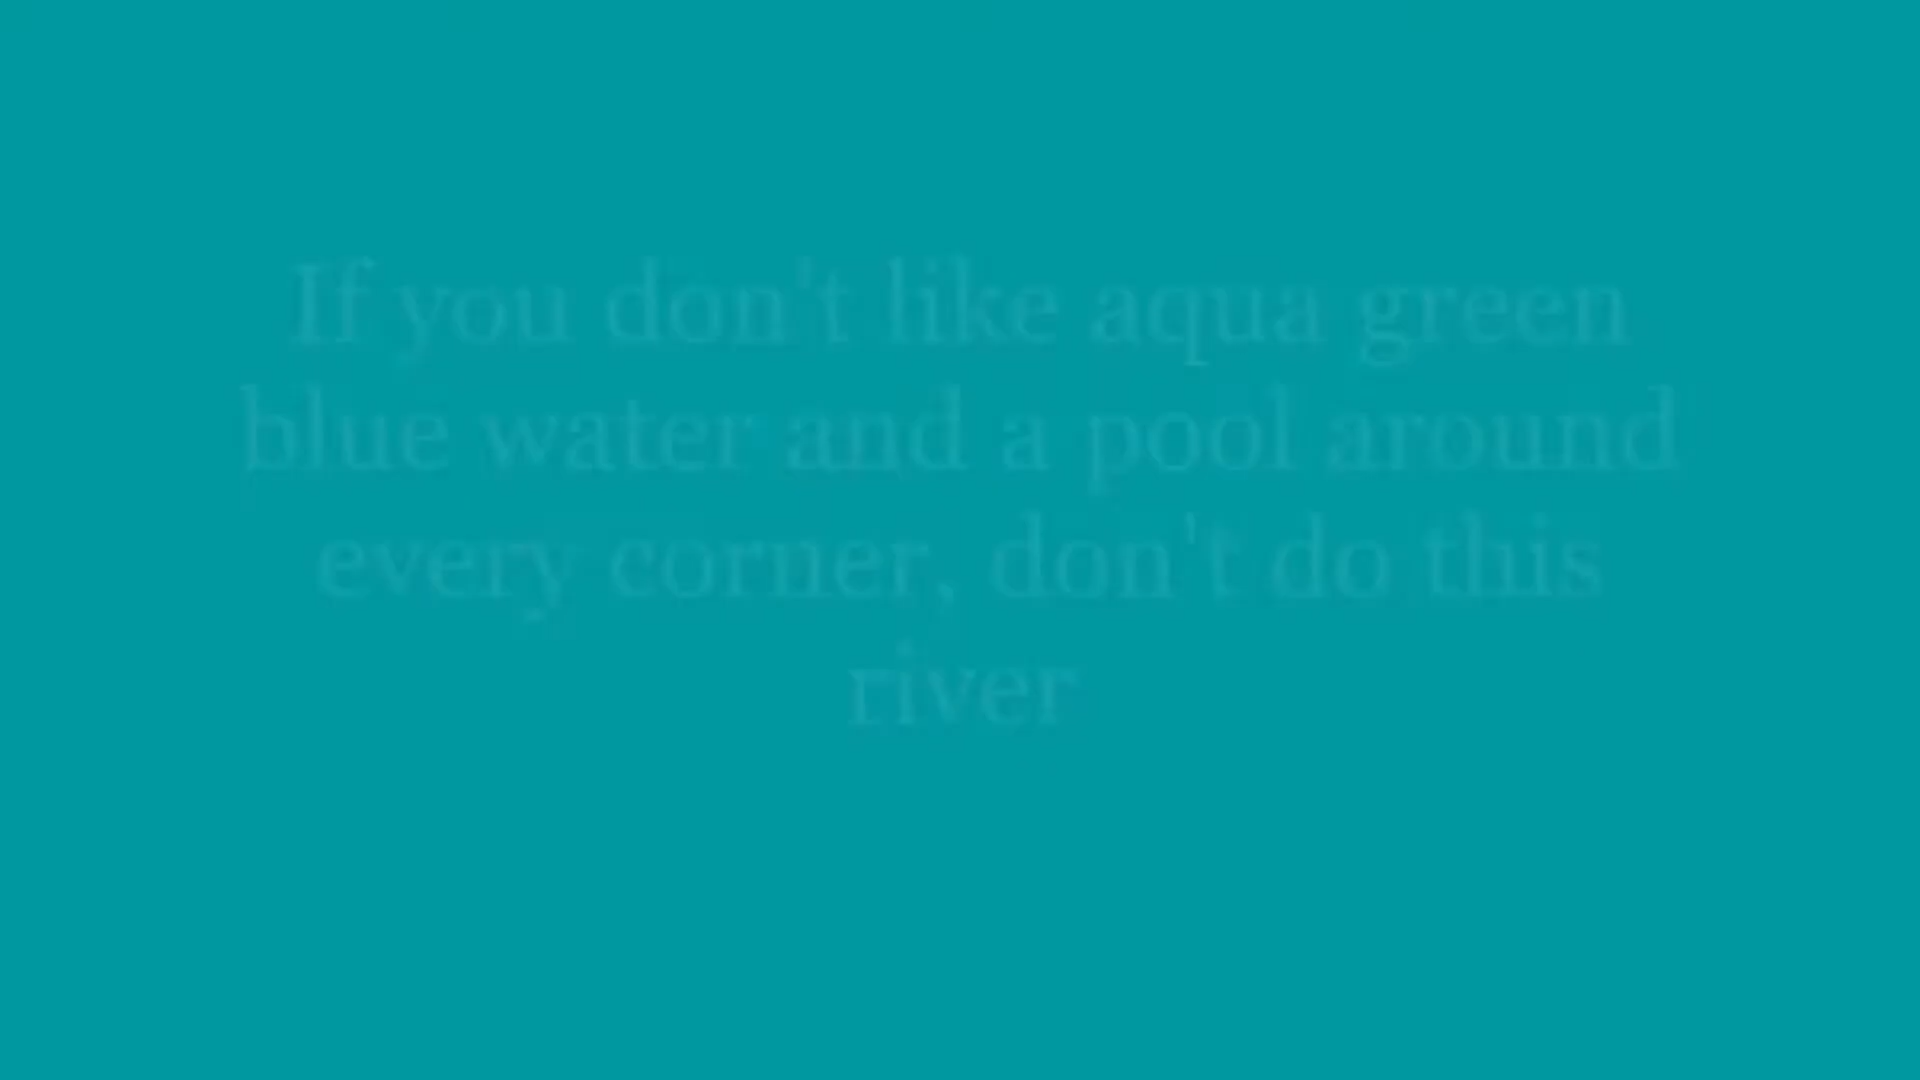 If you don't like aqua green
blue water and a pool around
every corner, don't do this
river